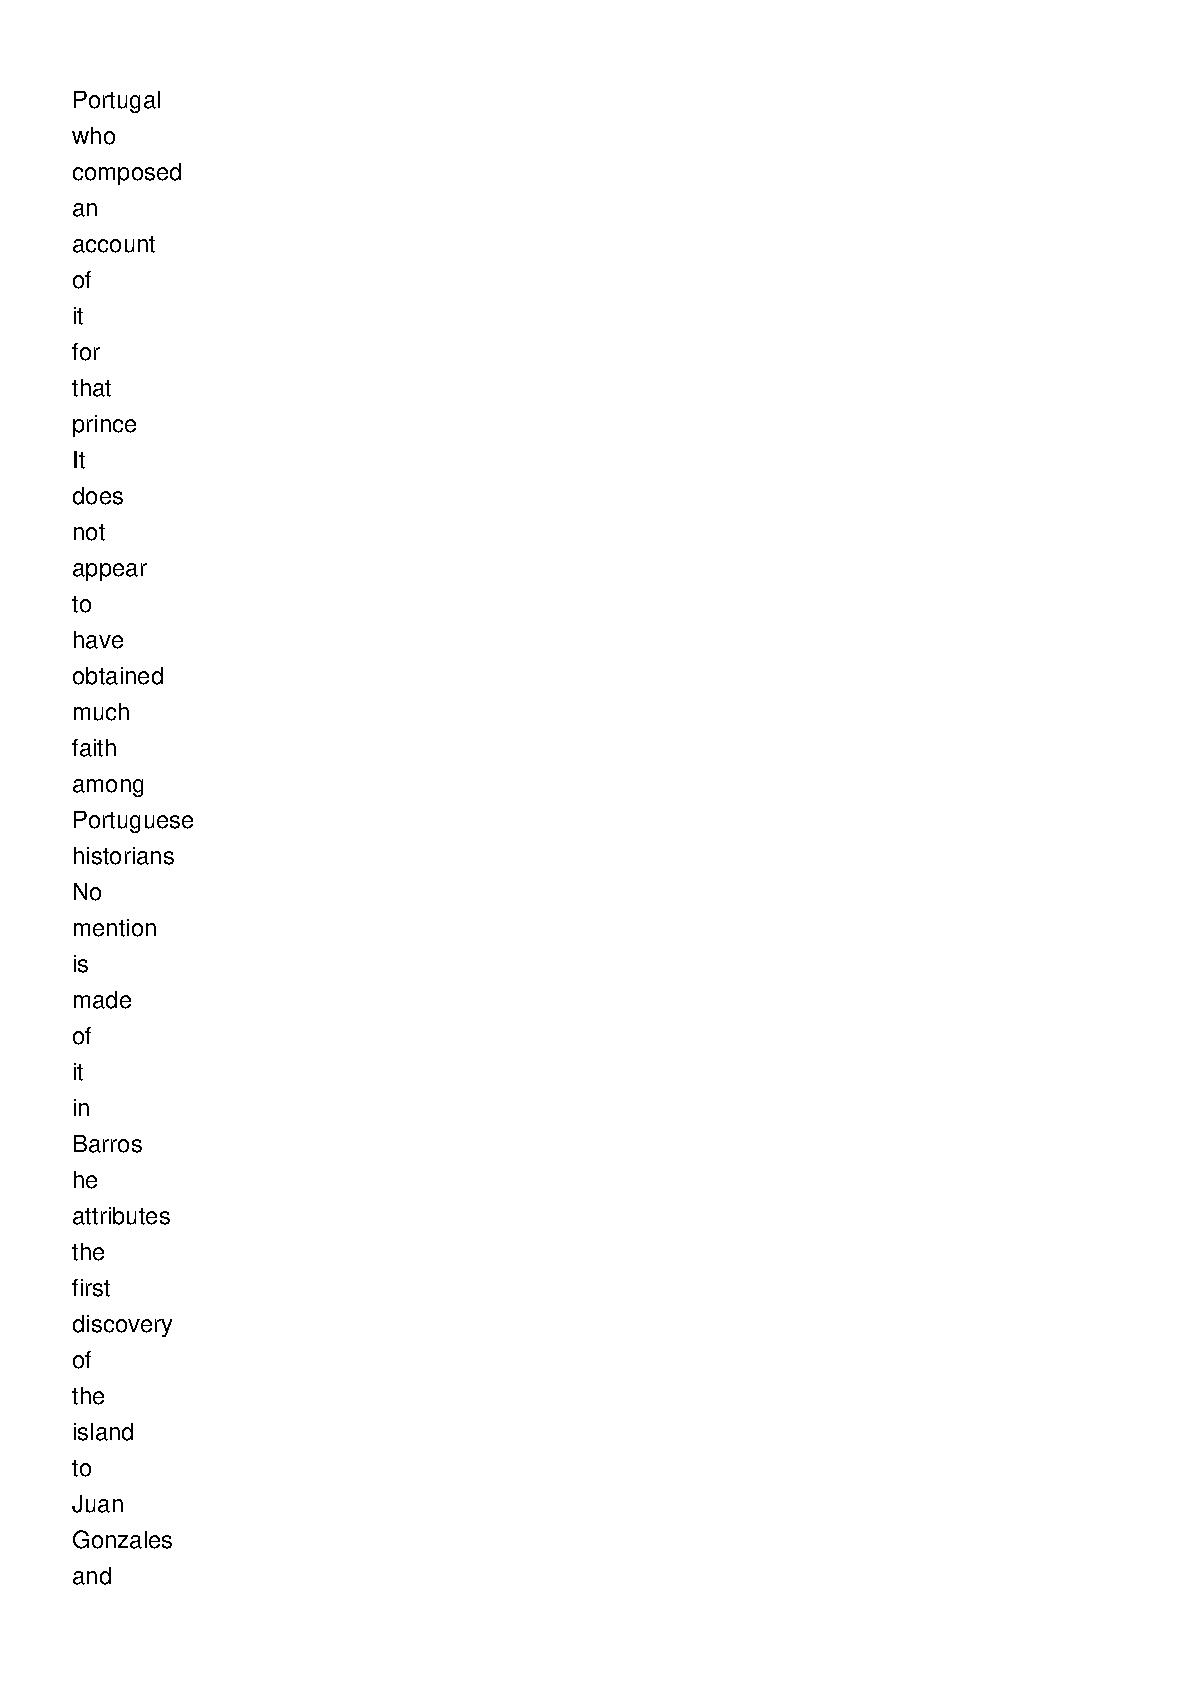 Portugal
who
composed
an
account
of
it
for
that
prince
It
does
not
appear
to
have
obtained
much
faith
among
Portuguese
historians
No
mention
is
made
of
it
in
Barros
he
attributes
the
first
discovery
of
the
island
to
Juan
Gonzales
and